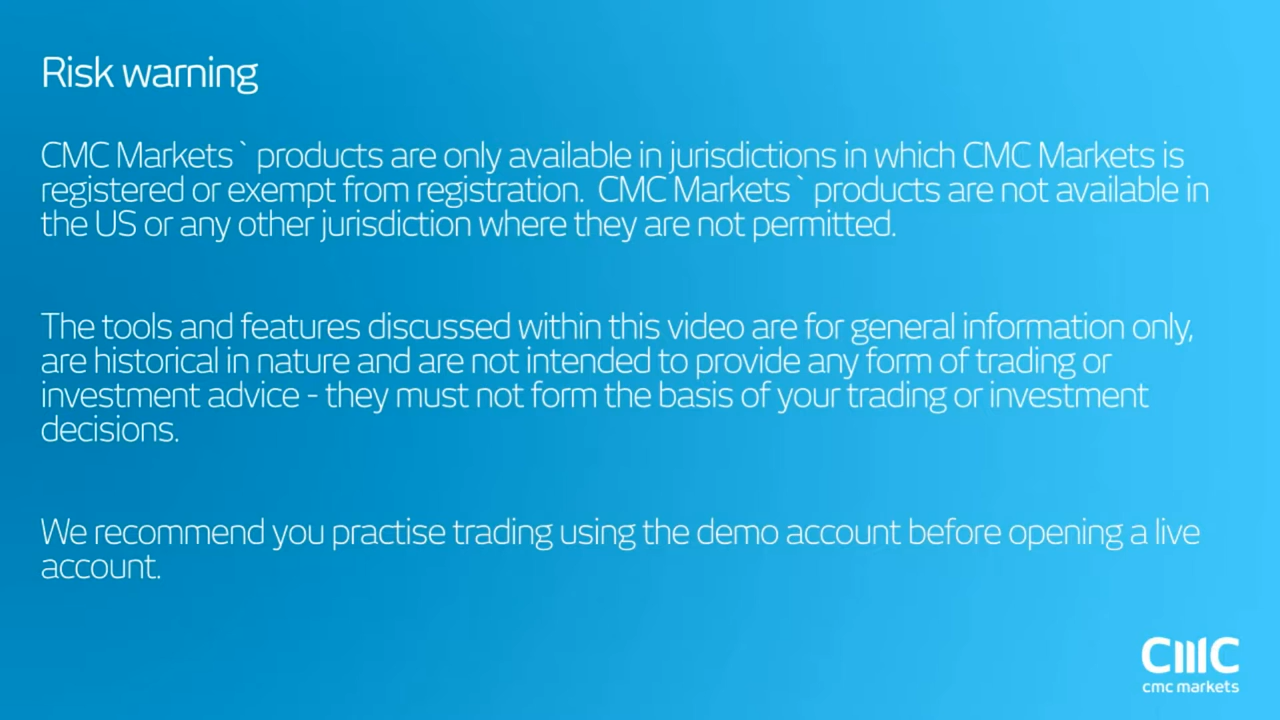 Risk warning
CMC Markets` products are only available in jurisdictions in which CMC Markets is
registered or exempt from registration.  CMC Markets` products are not available in
the US or any other jurisdiction where they are not permitted.
The tools and features discussed within this video are for general information only,
are historical in nature and are not intended to provide any form of trading or
investment advice - they must not form the basis of your trading or investment
decisions.
We recommend you practise trading using the demo account before opening a live
account.
CMC
cmc markets